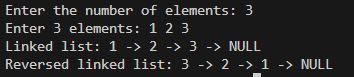 Enter the number of elements: 3
Enter 3 elements: 1 2 3
Linked list: 1 -> 2 -> 3 -> NULL
Reversed linked list: 3 -> 2 -> 1 -> NULL